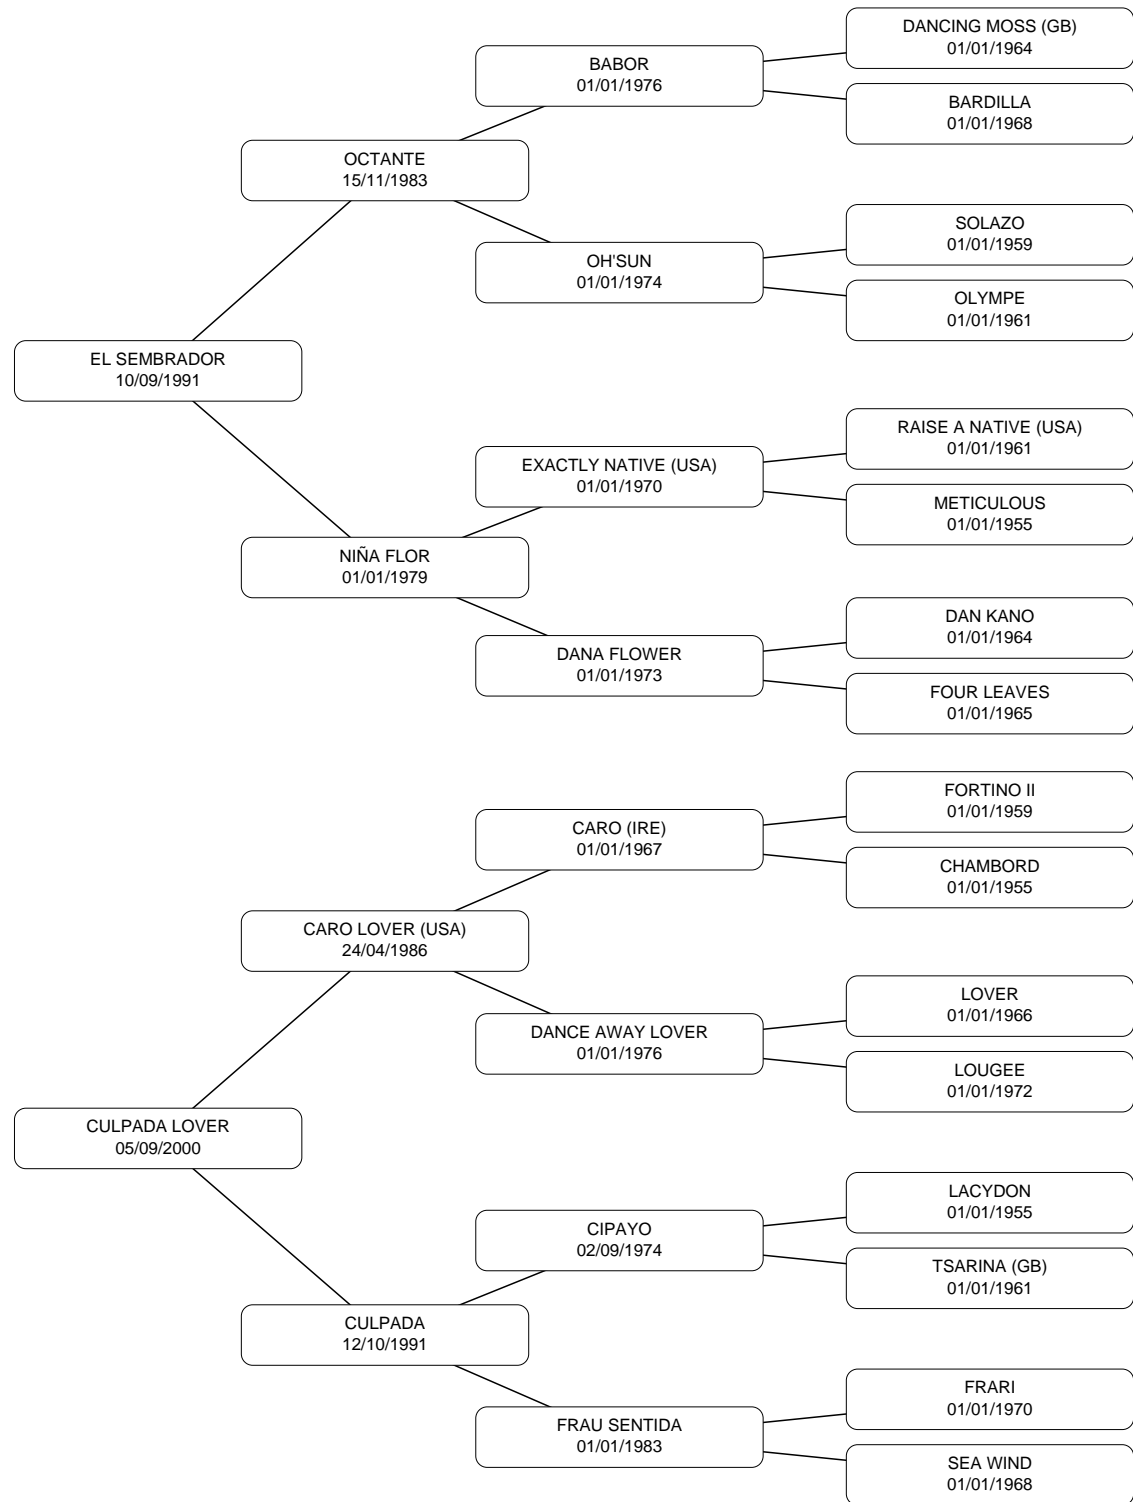 DANCING MOSS (GB)
01/01/1964
BABOR
01/01/1976
BARDILLA
01/01/1968
OCTANTE
15/11/1983
SOLAZO
01/01/1959
OH'SUN
01/01/1974
OLYMPE
01/01/1961
EL SEMBRADOR
10/09/1991
RAISE A NATIVE (USA)
01/01/1961
EXACTLY NATIVE (USA)
01/01/1970
METICULOUS
01/01/1955
NIÑA FLOR
01/01/1979
DAN KANO
01/01/1964
DANA FLOWER
01/01/1973
FOUR LEAVES
01/01/1965
FORTINO II
01/01/1959
CARO (IRE)
01/01/1967
CHAMBORD
01/01/1955
CARO LOVER (USA)
24/04/1986
LOVER
01/01/1966
DANCE AWAY LOVER
01/01/1976
LOUGEE
01/01/1972
CULPADA LOVER
05/09/2000
LACYDON
01/01/1955
CIPAYO
02/09/1974
TSARINA (GB)
01/01/1961
CULPADA
12/10/1991
FRARI
01/01/1970
FRAU SENTIDA
01/01/1983
SEA WIND
01/01/1968